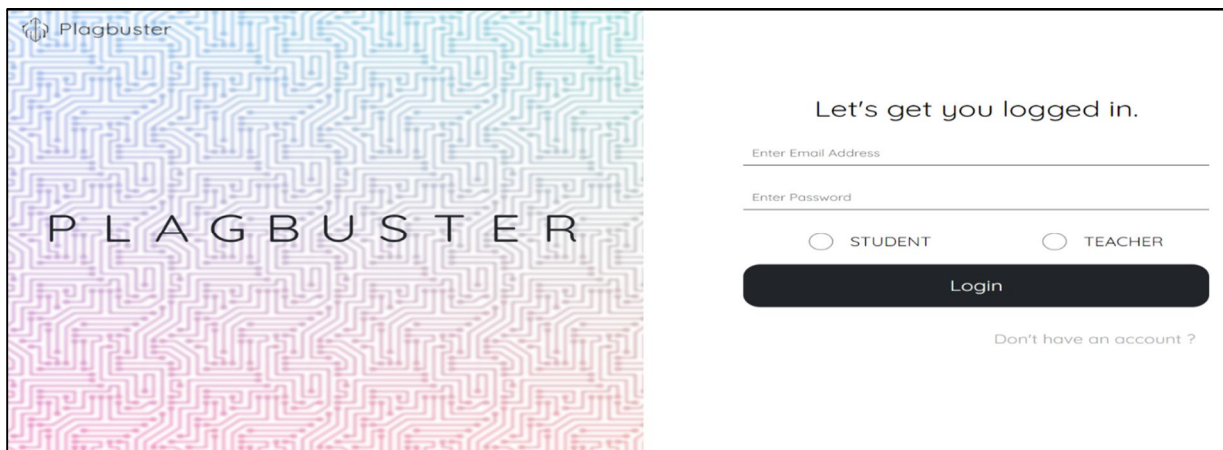 Plagbuster
PLAGBUSTER
Let's get you logged in.
Enter Email Address
Enter Password
STUDENT TEACHER
Login
Don't have an account ?